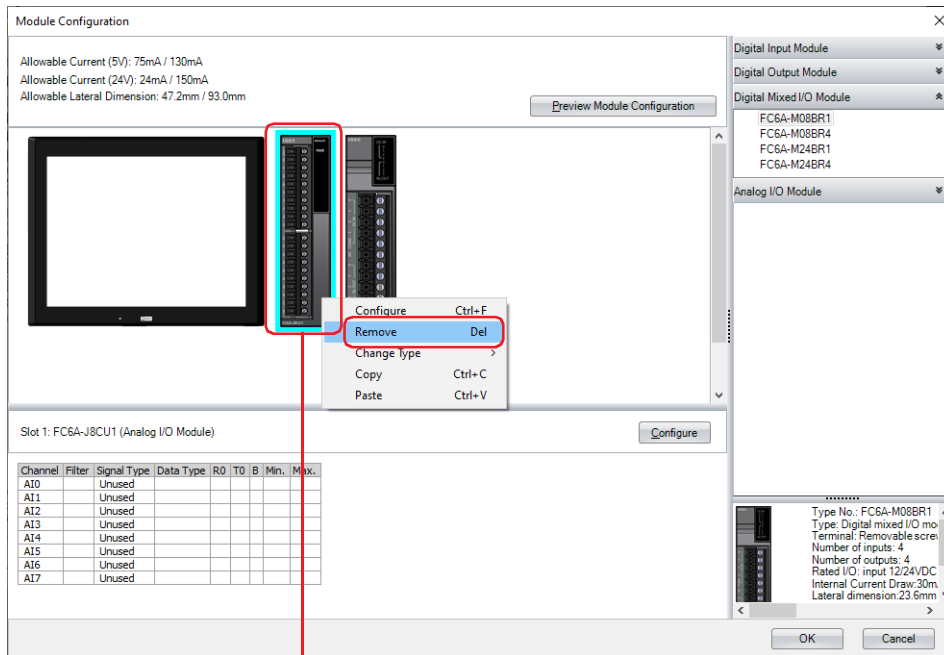 Module Configuration
Allowable Current (5V): 75mA / 130mA
Allowable Current (24V): 24mA / 150mA
Allowable Lateral Dimension: 47.2mm / 93.0mm
Preview Module Configuration
Configure Ctrl+F
Remove Del
Change Type
Copy Ctrl+C
Paste Ctrl+V
Slot 1: FC6A-J8CU1 (Analog I/O Module)
Configure
Channel Filter Signal Type Data Type R0 T0 B Min. Max.
AI0 Unused
AI1 Unused
AI2 Unused
AI3 Unused
AI4 Unused
AI5 Unused
AI6 Unused
AI7 Unused
Digital Input Module
Digital Output Module
Digital Mixed I/O Module
FC6A-M08BR1
FC6A-M08BR4
FC6A-M24BR1
FC6A-M24BR4
Analog I/O Module
Type No.: FC6A-M08BR1
Type: Digital mixed I/O mo
Terminal: Removable screw
Number of inputs: 4
Number of outputs: 4
Rated I/O: input 12/24VDC
Internal Current Draw:30m
Lateral dimension:23.6mm
OK
Cancel